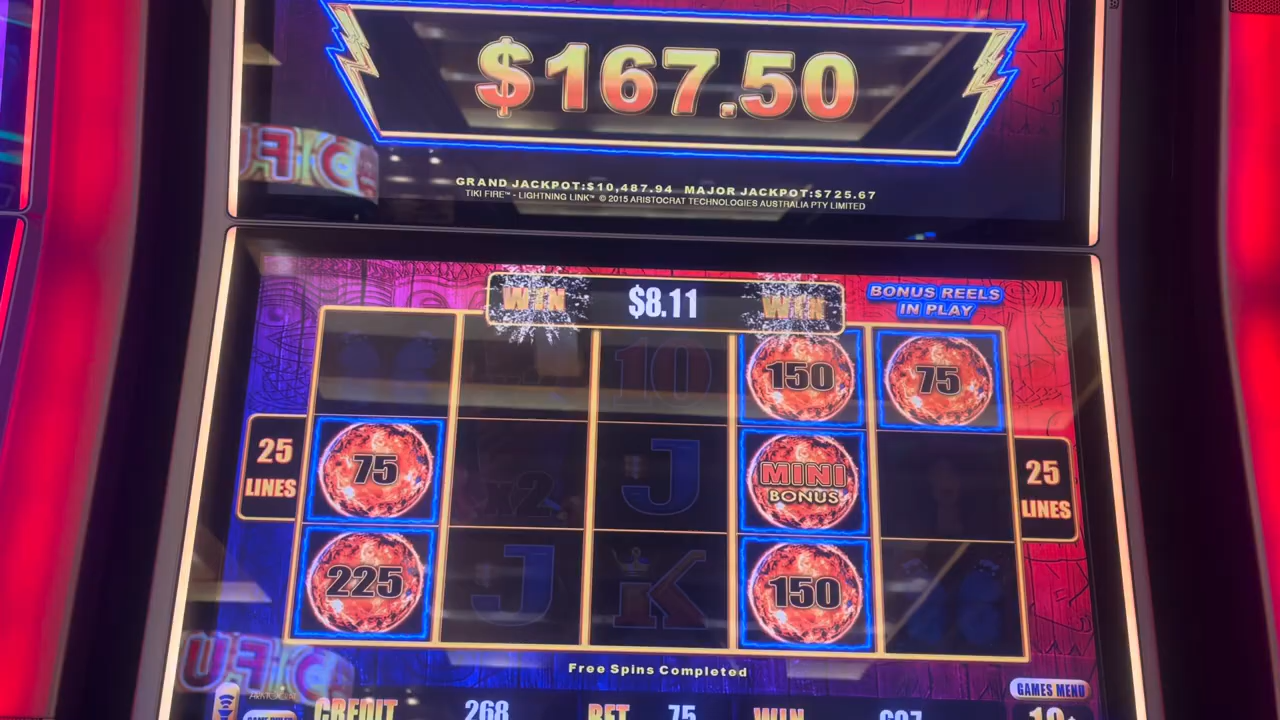 $167.50
GRAND JACKPOT:$10,487.94 MAJOR JACKPOT:$725.67
TIKI FIRE™ - LIGHTNING LINK™ © 2015 ARISTOCRAT TECHNOLOGIES AUSTRALIA PTY LIMITED
WIN $8.11 WIN
BONUS REELS
IN PLAY
10 150 75
25
LINES
75 x2 J MINI
BONUS
25
LINES
225 J K 150
Free Spins Completed
GAMES MENU
CREDIT 268 BET 75 WIN